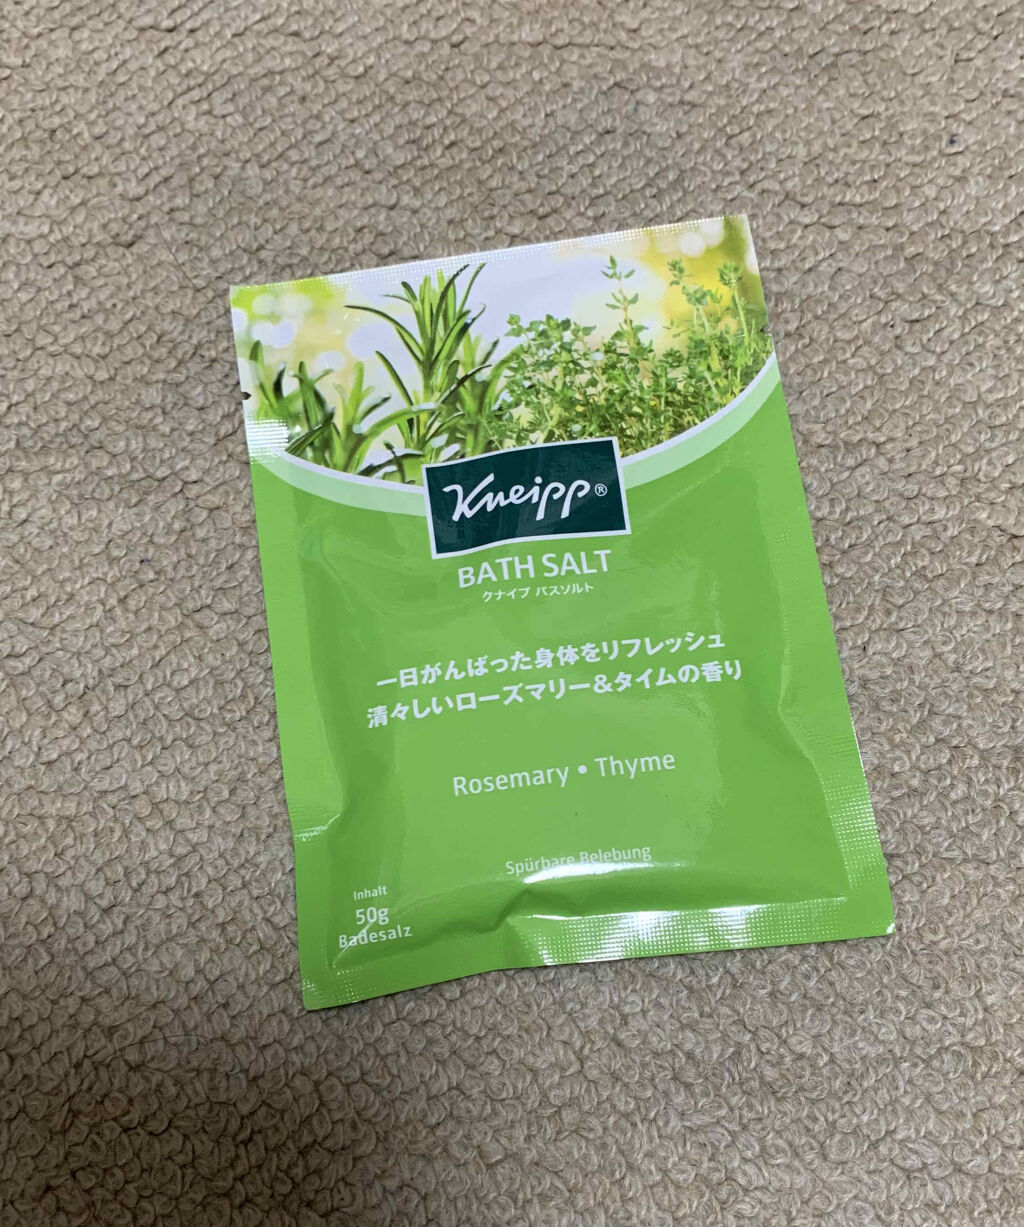 Kneipp®
BATH SALT
クナイプ バスソルト
一日がんばった身体をリフレッシュ
清々しいローズマリー&タイムの香り
Rosemary • Thyme
Spürbare Belebung
Inhalt
50g
Badesalz